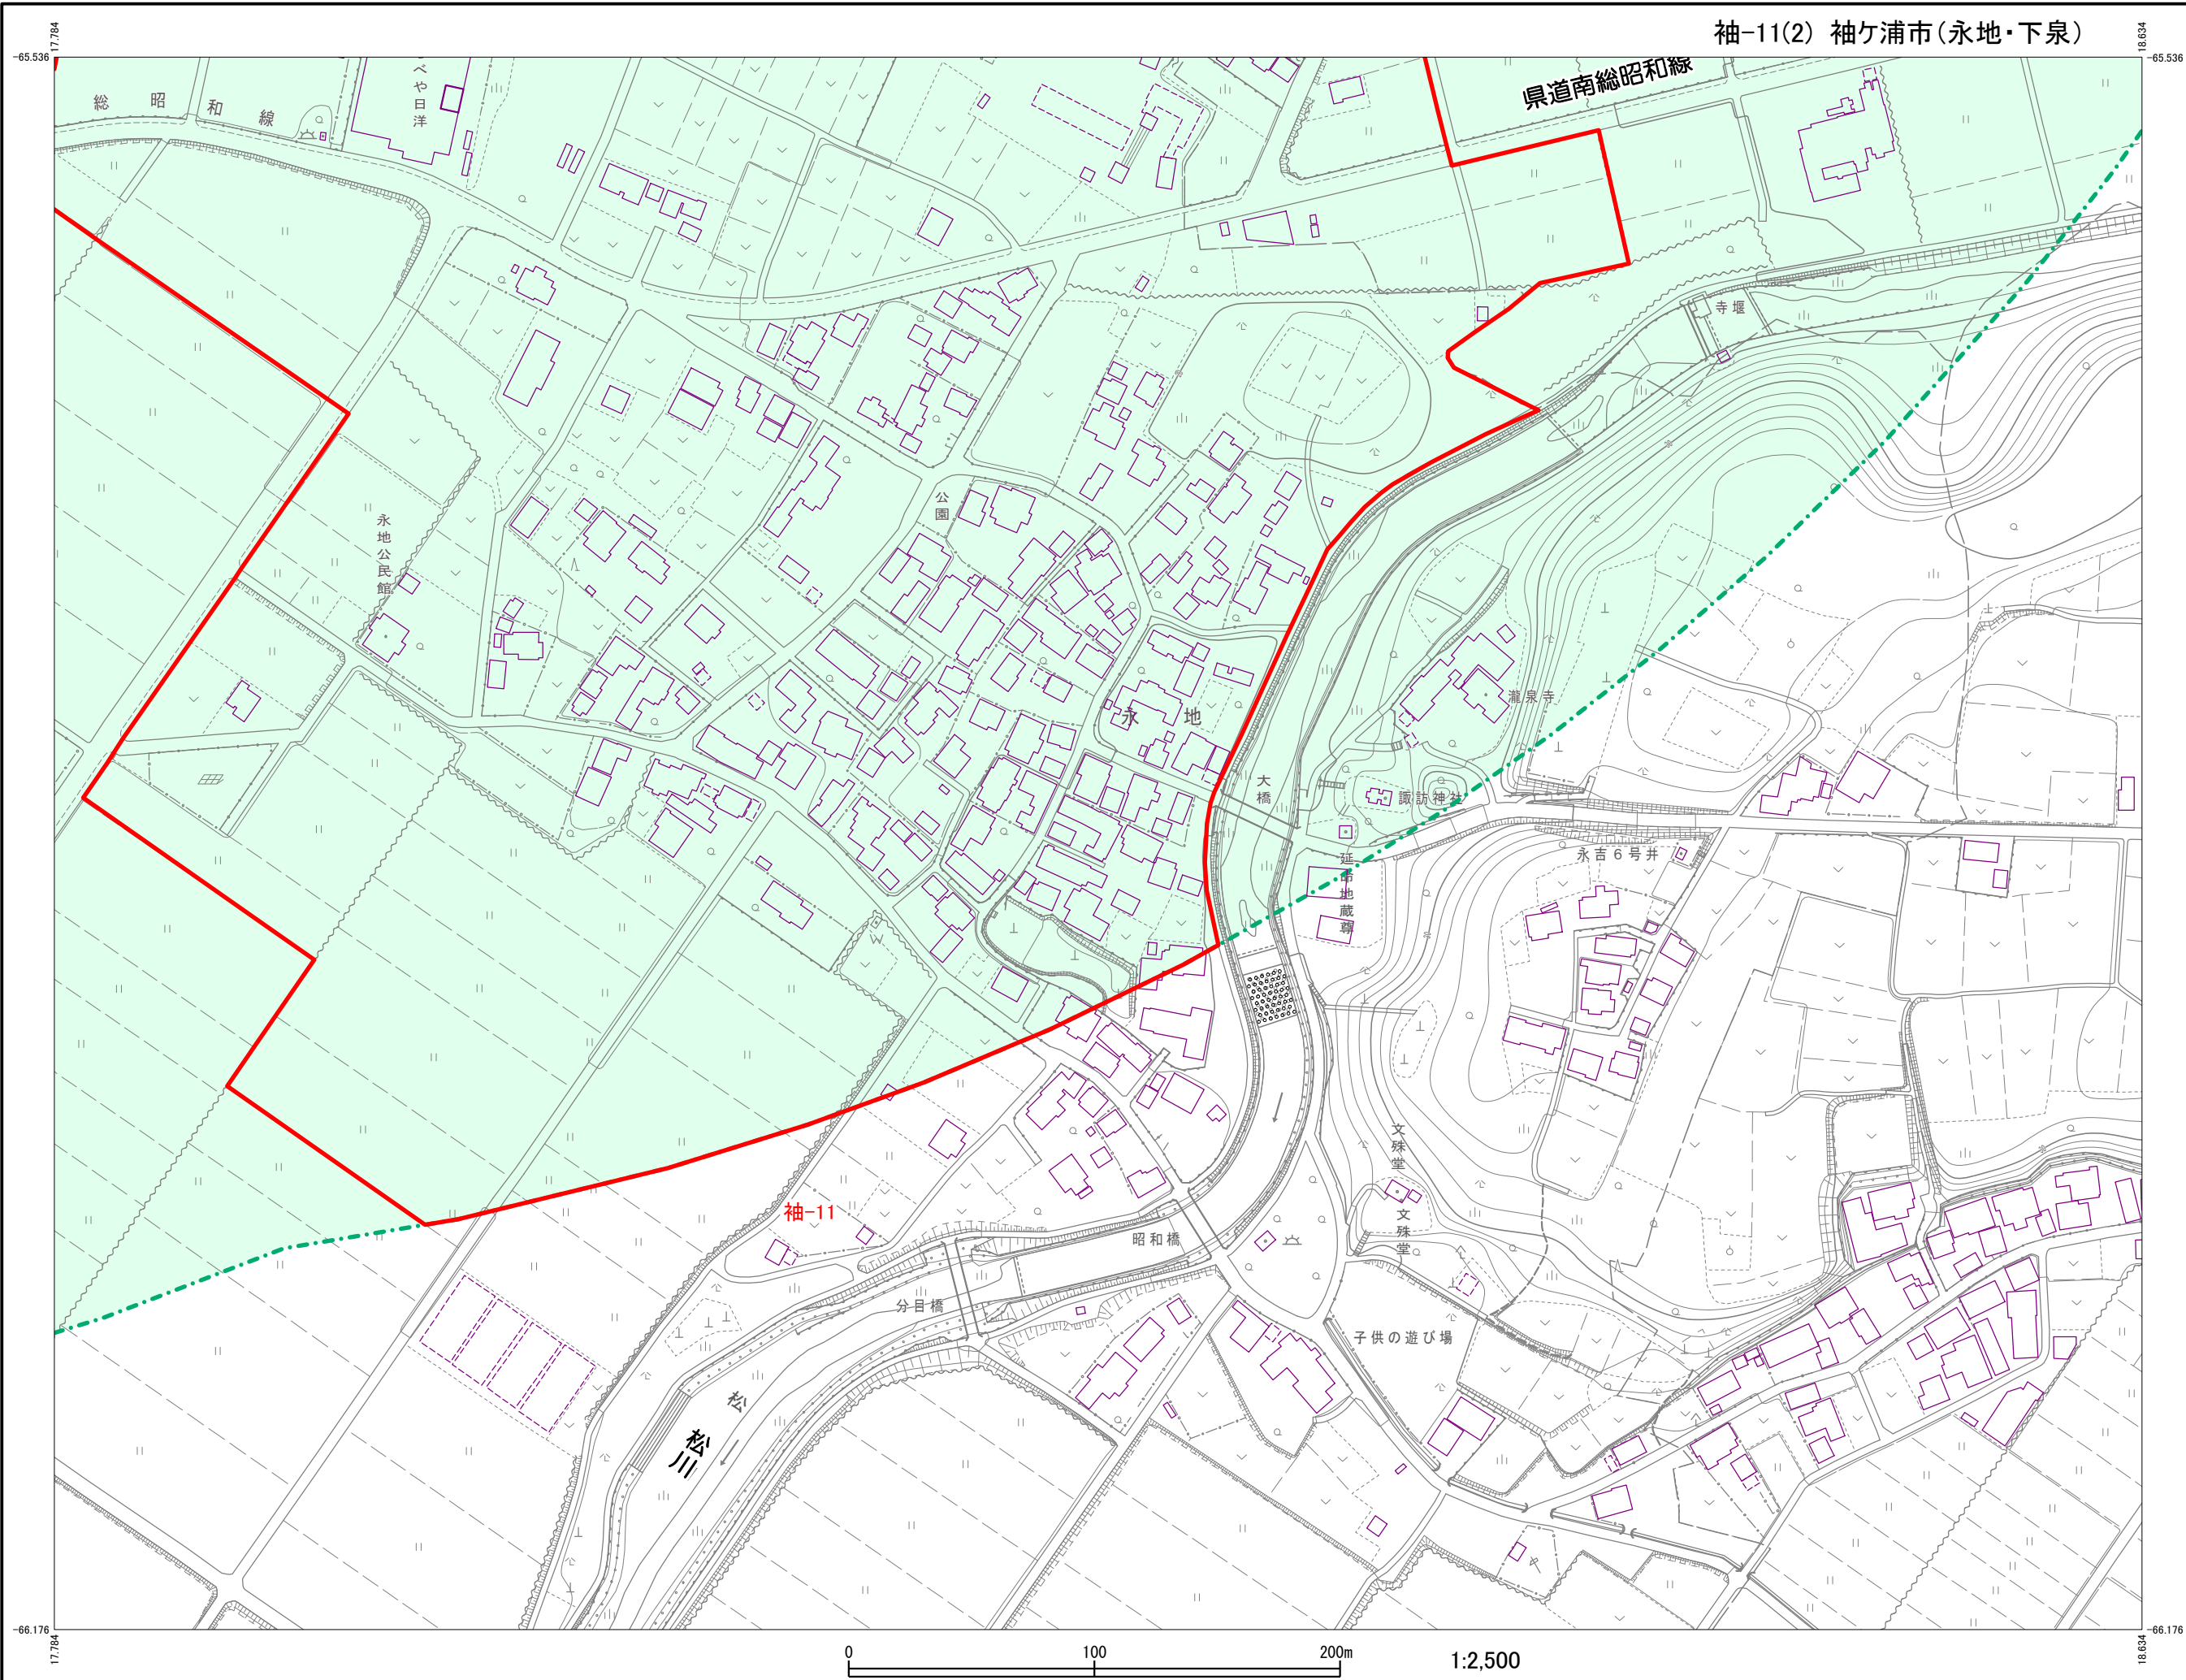 袖-11(2) 袖ケ浦市(永地・下泉)
17.784
18.634
-65.536
-65.536
県道南総昭和線
総昭和線
べや日洋
寺堰
公園
永地公民館
瀧泉寺
永地
大橋
諏訪神社
延命地蔵尊
永吉6号井
文殊堂
文殊堂
袖-11
昭和橋
分目橋
子供の遊び場
松
松川
-66.176
-66.176
17.784
18.634
0 100 200m
1:2,500